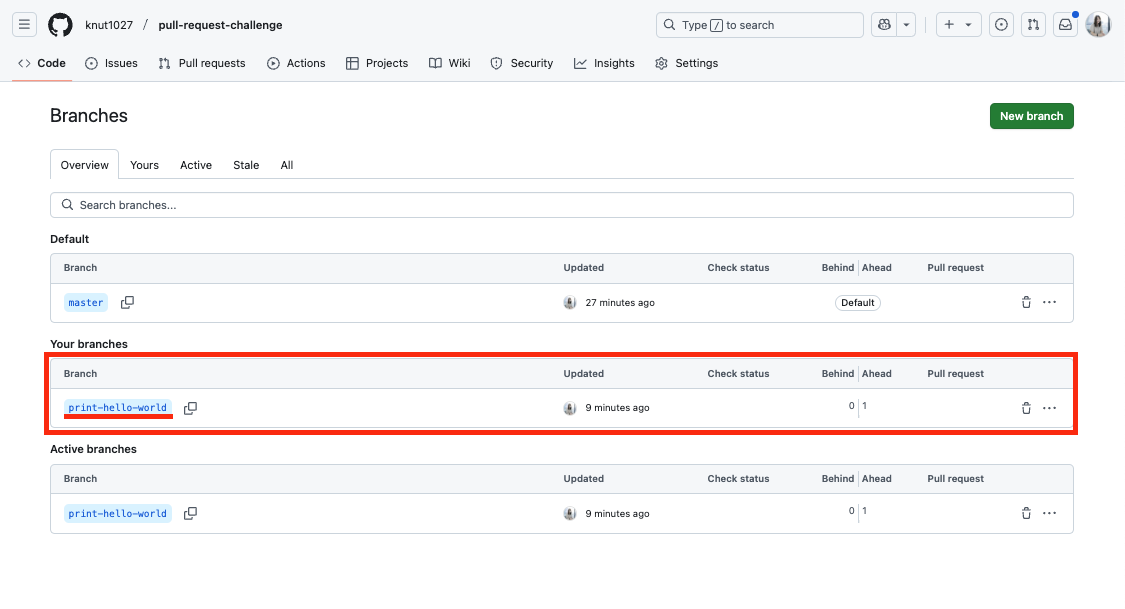 knut1027 / pull-request-challenge Type / to search
Code Issues Pull requests Actions Projects Wiki Security Insights Settings
Branches New branch
Overview Yours Active Stale All
Search branches...
Default
Branch Updated Check status Behind Ahead Pull request
master 27 minutes ago Default
Your branches
Branch Updated Check status Behind Ahead Pull request
print-hello-world 9 minutes ago 0 1
Active branches
Branch Updated Check status Behind Ahead Pull request
print-hello-world 9 minutes ago 0 1